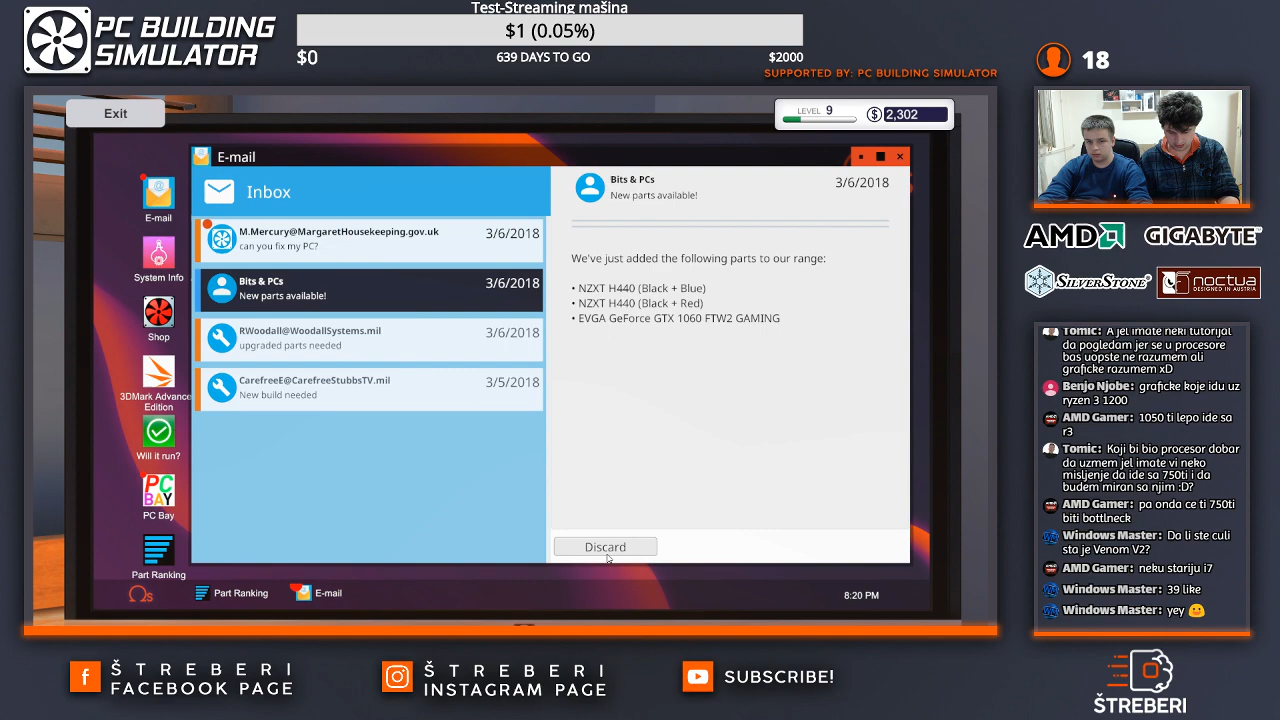 PC BUILDING
SIMULATOR
Test-Streaming mašina
$1 (0.05%)
$0
639 DAYS TO GO
$2000
SUPPORTED BY: PC BUILDING SIMULATOR
18
Exit
LEVEL 9
$ 2,302
E-mail
System Info
Shop
3DMark Advance
Edition
Will it run?
PC
BAY
PC Bay
Part Ranking
E-mail
Inbox
M.Mercury@MargaretHousekeeping.gov.uk
3/6/2018
can you fix my PC?
Bits & PCs
3/6/2018
New parts available!
RWoodall@WoodallSystems.mil
3/6/2018
upgraded parts needed
CarefreeE@CarefreeStubbsTV.mil
3/5/2018
New build needed
Bits & PCs
3/6/2018
New parts available!
We've just added the following parts to our range:
• NZXT H440 (Black + Blue)
• NZXT H440 (Black + Red)
• EVGA GeForce GTX 1060 FTW2 GAMING
Discard
Ωs
Part Ranking
E-mail
8:20 PM
AMD
GIGABYTE™
SILVERSTONE
noctua
DESIGNED IN AUSTRIA
Tomic: A jel imate neki tutorijal
da pogledam jer se u procesore
bas uopste ne razumem ali
graficke razumem xD
Benjo Njobe: graficke koje idu uz
ryzen 3 1200
AMD Gamer: 1050 ti lepo ide sa
r3
Tomic: Koji bi bio procesor dobar
da uzmem jel imate vi neko
misljenje da ide sa 750ti i da
budem miran sa njim :D?
AMD Gamer: pa onda ce ti 750ti
biti bottlneck
Windows Master: Da li ste culi
sta je Venom V2?
AMD Gamer: neku stariju i7
Windows Master: 39 like
Windows Master: yey
f
ŠTREBERI
FACEBOOK PAGE
ŠTREBERI
INSTAGRAM PAGE
SUBSCRIBE!
ŠTREBERI